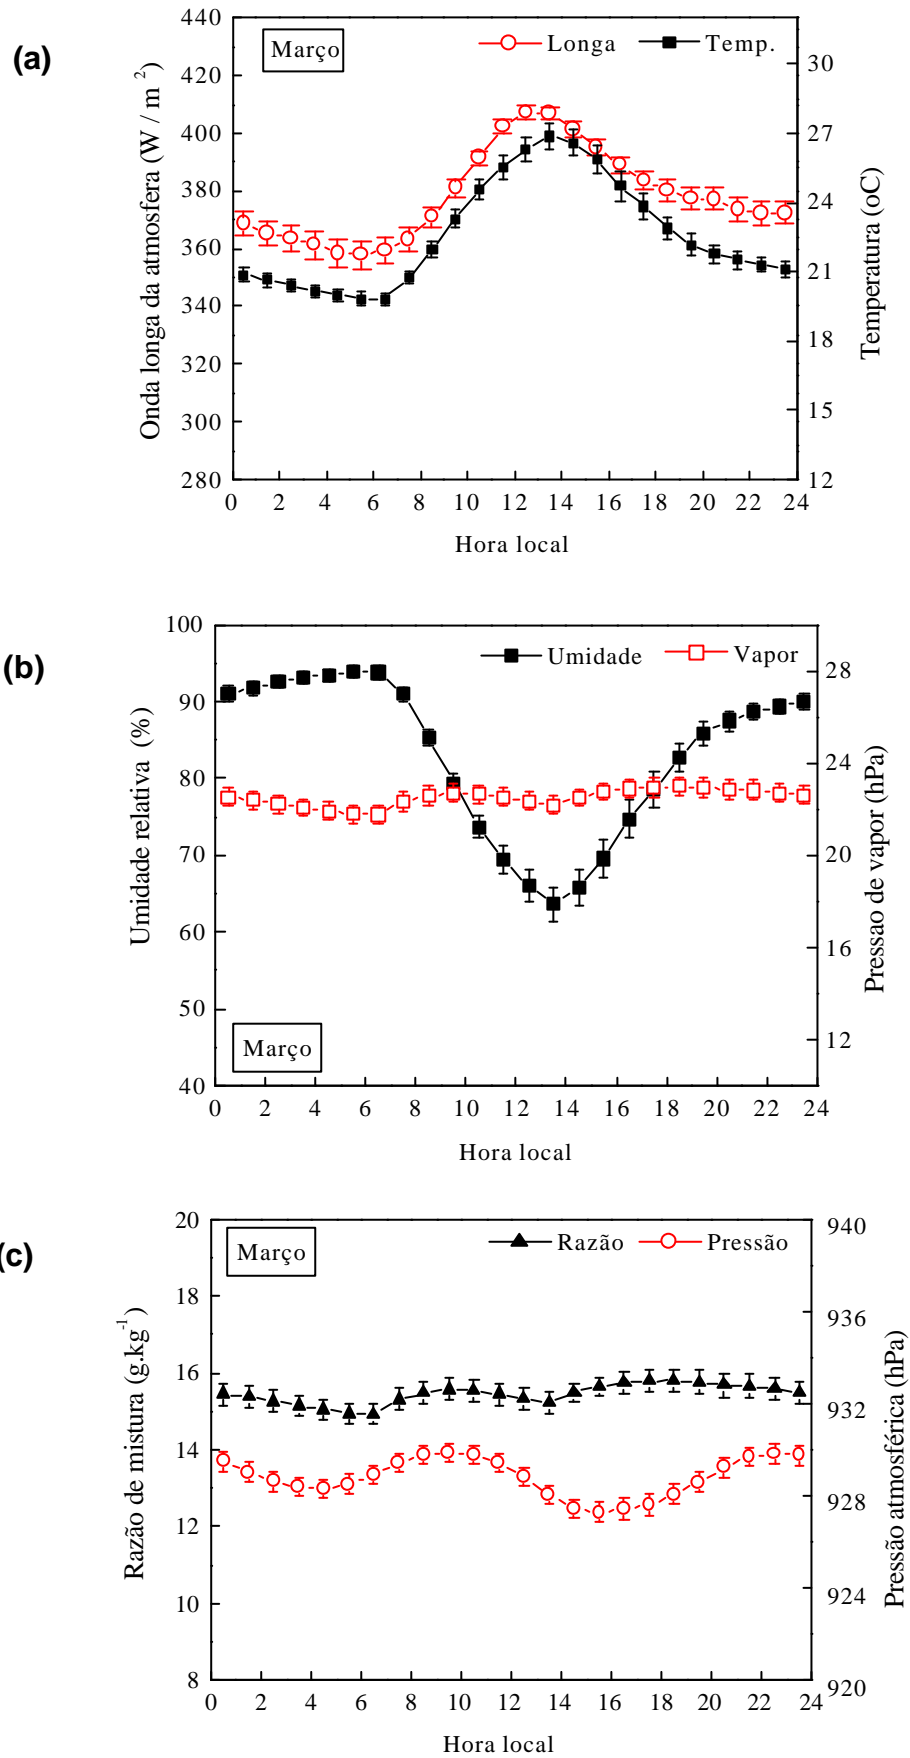 (a)
Março
Longa
Temp.
440
420
400
380
360
340
320
300
280
Onda longa da atmosfera (W / m ²)
30
27
24
21
18
15
12
Temperatura (oC)
0 2 4 6 8 10 12 14 16 18 20 22 24
Hora local
(b)
Umidade
Vapor
100
90
80
70
60
50
40
Umidade relativa (%)
28
24
20
16
12
Pressao de vapor (hPa)
Março
0 2 4 6 8 10 12 14 16 18 20 22 24
Hora local
(c)
Março
Razão
Pressão
20
18
16
14
12
10
8
Razão de mistura (g.kg⁻¹)
940
936
932
928
924
920
Pressão atmosférica (hPa)
0 2 4 6 8 10 12 14 16 18 20 22 24
Hora local